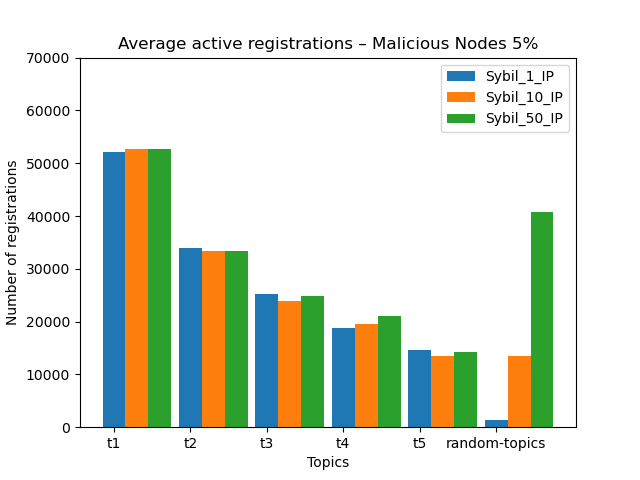 Average active registrations – Malicious Nodes 5%
70000
60000
50000
40000
30000
20000
10000
0
Number of registrations
Sybil_1_IP
Sybil_10_IP
Sybil_50_IP
t1 t2 t3 t4 t5 random-topics
Topics